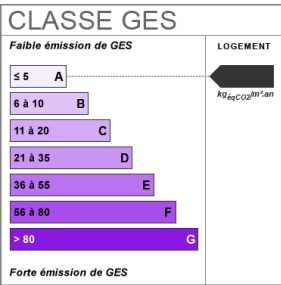 CLASSE GES
Faible émission de GES
LOGEMENT
≤ 5 A
6 à 10 B
11 à 20 C
21 à 35 D
36 à 55 E
56 à 80 F
> 80 G
kgéqCO2/m².an
Forte émission de GES